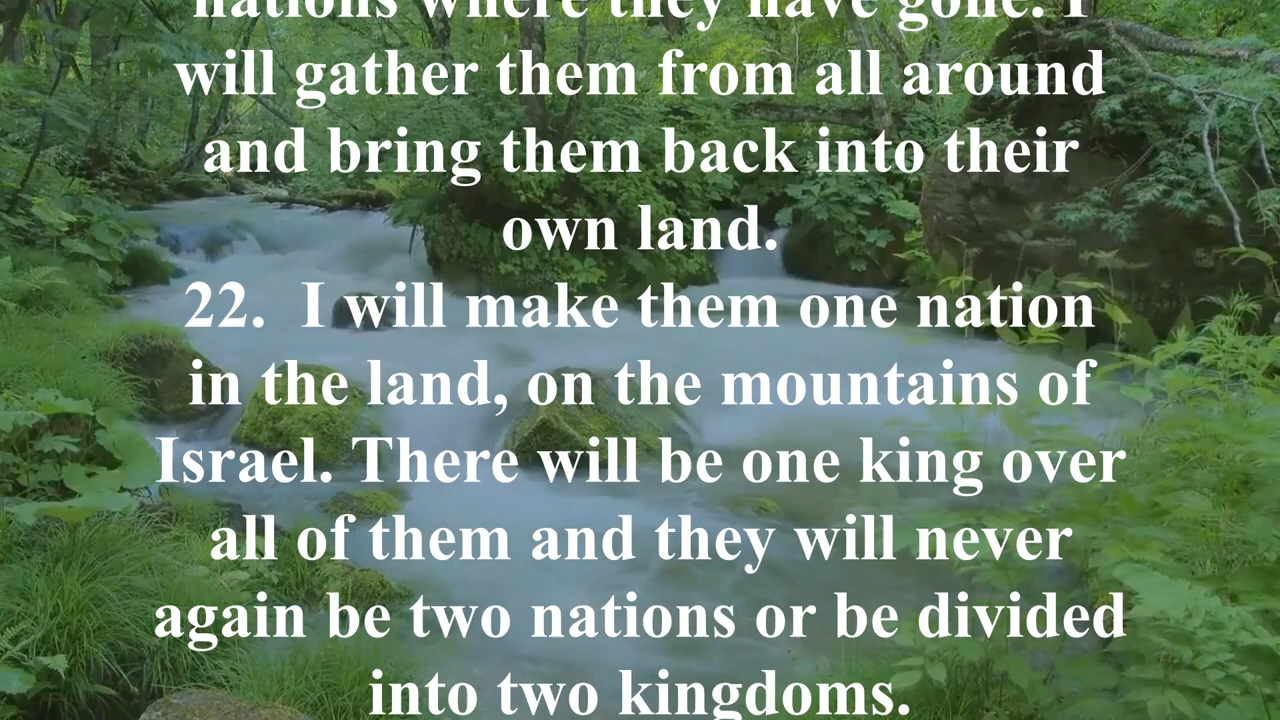 nations where they have gone. I
will gather them from all around
and bring them back into their
own land.
22.  I will make them one nation
in the land, on the mountains of
Israel. There will be one king over
all of them and they will never
again be two nations or be divided
into two kingdoms.